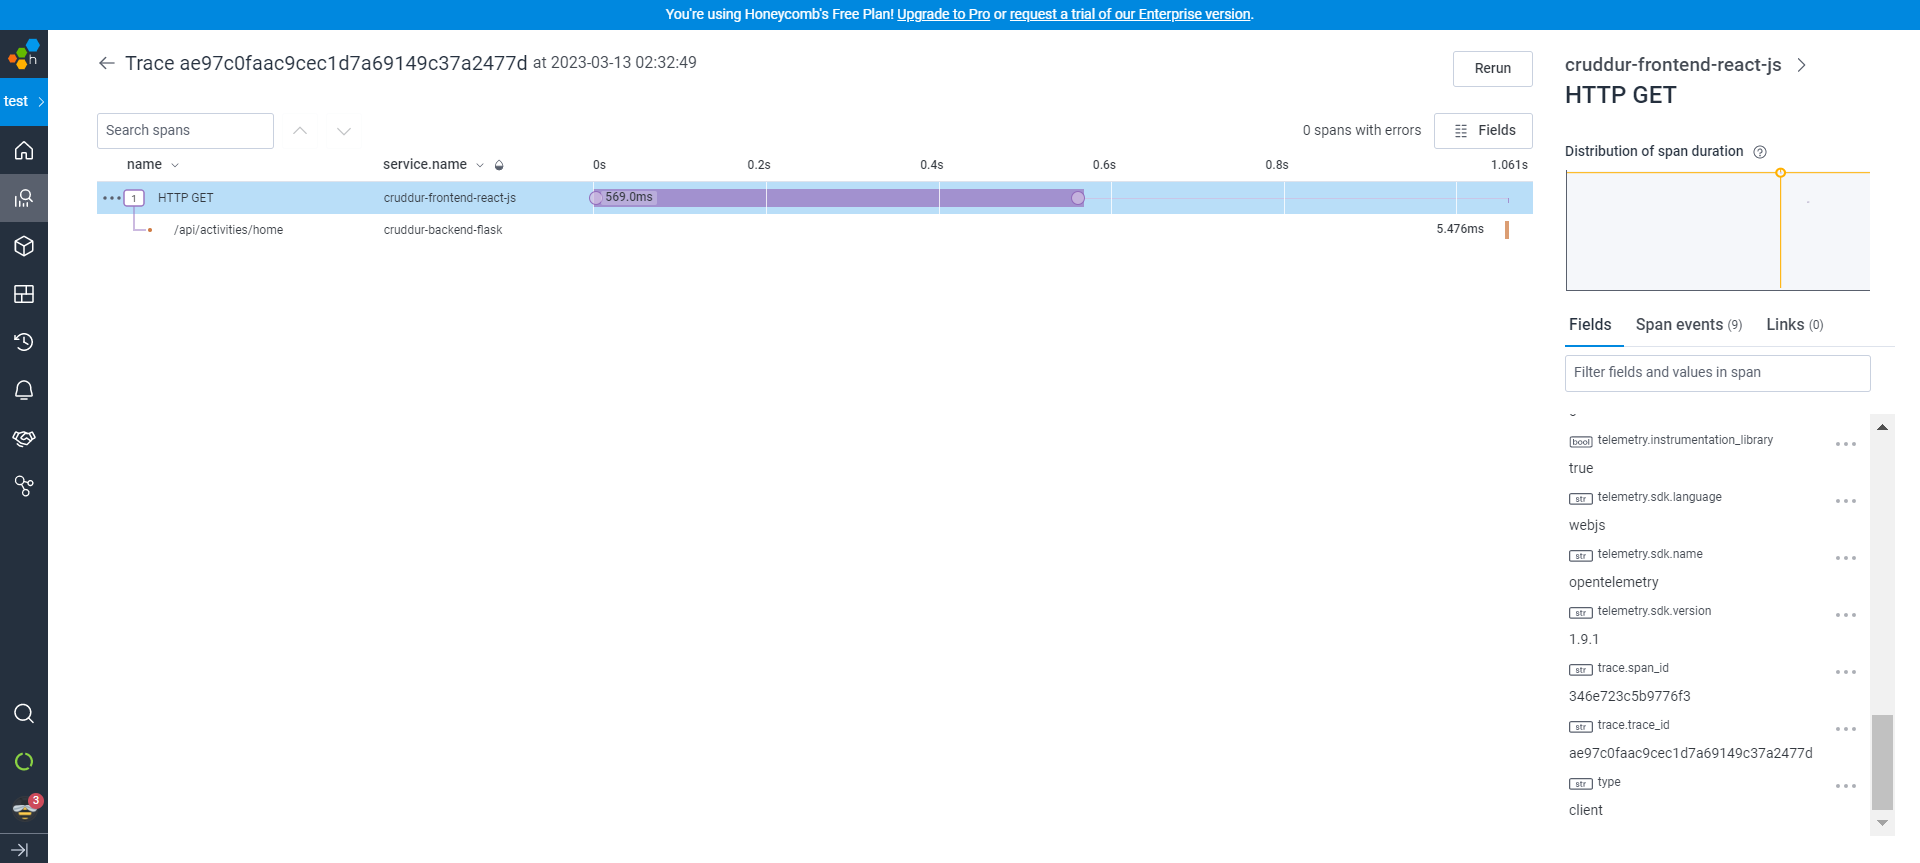 You're using Honeycomb's Free Plan! Upgrade to Pro or request a trial of our Enterprise version.
h
test
Trace ae97c0faac9cec1d7a69149c37a2477d at 2023-03-13 02:32:49
Rerun
Search spans
0 spans with errors
Fields
name
service.name
0s
0.2s
0.4s
0.6s
0.8s
1.061s
1
HTTP GET
cruddur-frontend-react-js
569.0ms
/api/activities/home
cruddur-backend-flask
5.476ms
3
cruddur-frontend-react-js
HTTP GET
Distribution of span duration
Fields
Span events (9)
Links (0)
Filter fields and values in span
bool telemetry.instrumentation_library
true
str telemetry.sdk.language
webjs
str telemetry.sdk.name
opentelemetry
str telemetry.sdk.version
1.9.1
str trace.span_id
346e723c5b9776f3
str trace.trace_id
ae97c0faac9cec1d7a69149c37a2477d
str type
client